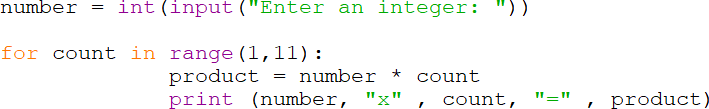 number = int(input("Enter an integer: "))
for count in range(1,11):
product = number * count
print (number, "x" , count, "=" , product)